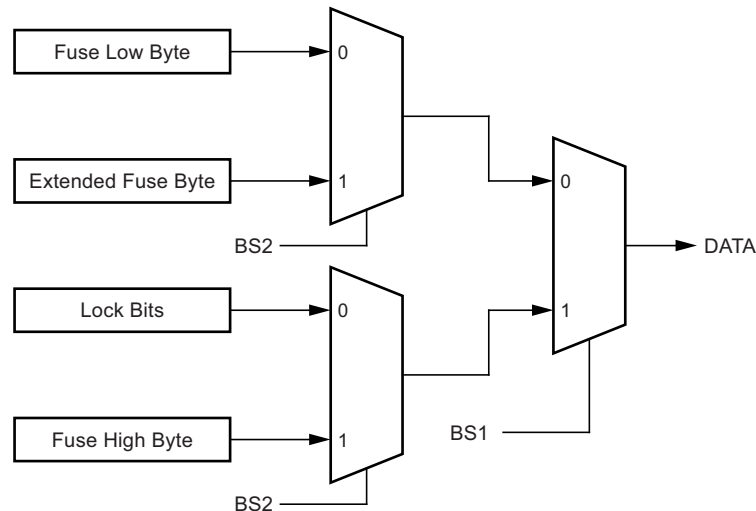 Fuse Low Byte
0
Extended Fuse Byte
1
BS2
0
DATA
Lock Bits
0
1
Fuse High Byte
1
BS1
BS2